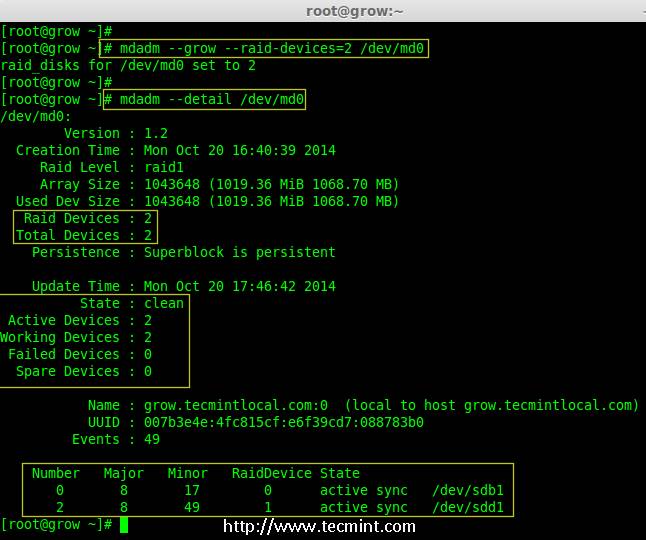 root@grow:~
[root@grow ~]#
[root@grow ~]# mdadm --grow --raid-devices=2 /dev/md0
raid_disks for /dev/md0 set to 2
[root@grow ~]#
[root@grow ~]# mdadm --detail /dev/md0
/dev/md0:
Version : 1.2
Creation Time : Mon Oct 20 16:40:39 2014
Raid Level : raid1
Array Size : 1043648 (1019.36 MiB 1068.70 MB)
Used Dev Size : 1043648 (1019.36 MiB 1068.70 MB)
Raid Devices : 2
Total Devices : 2
Persistence : Superblock is persistent
Update Time : Mon Oct 20 17:46:42 2014
State : clean
Active Devices : 2
Working Devices : 2
Failed Devices : 0
Spare Devices : 0
Name : grow.tecmintlocal.com:0  (local to host grow.tecmintlocal.com)
UUID : 007b3e4e:4fc815cf:e6f39cd7:088783b0
Events : 49
Number   Major   Minor   RaidDevice State
0        8       17        0      active sync   /dev/sdb1
2        8       49        1      active sync   /dev/sdd1
[root@grow ~]#
http://www.tecmint.com